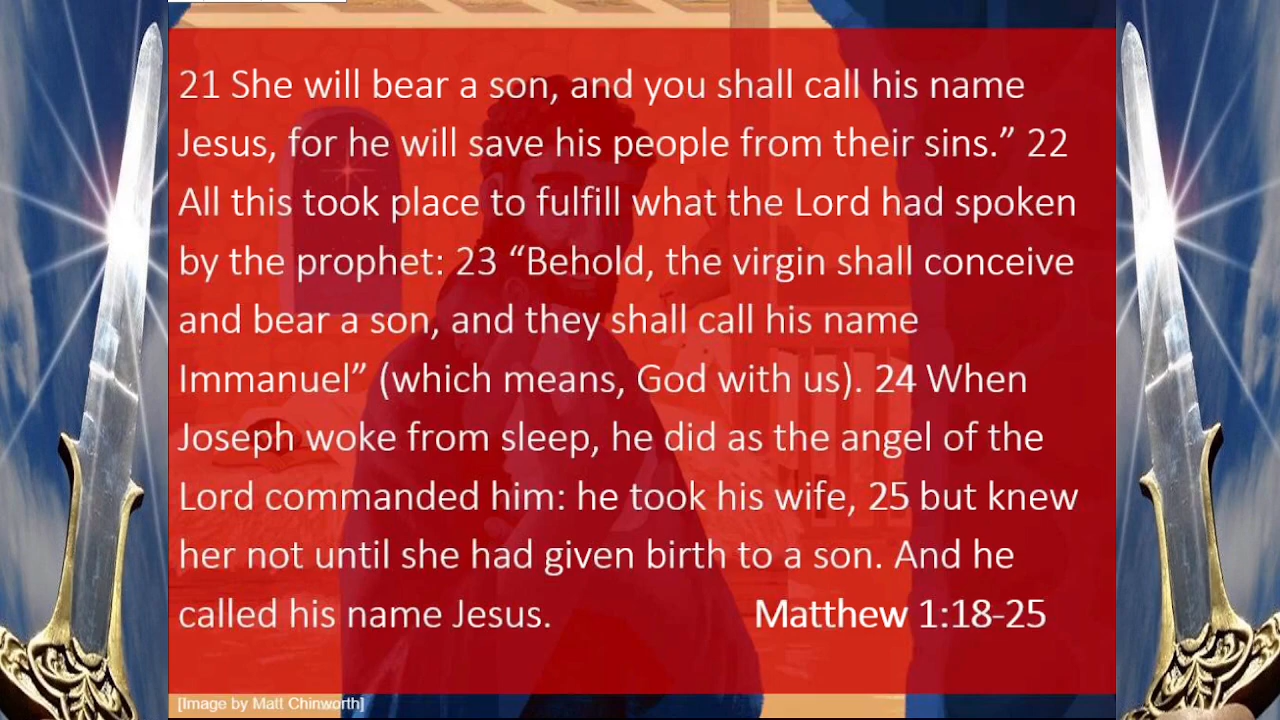 21 She will bear a son, and you shall call his name
Jesus, for he will save his people from their sins.” 22
All this took place to fulfill what the Lord had spoken
by the prophet: 23 “Behold, the virgin shall conceive
and bear a son, and they shall call his name
Immanuel” (which means, God with us). 24 When
Joseph woke from sleep, he did as the angel of the
Lord commanded him: he took his wife, 25 but knew
her not until she had given birth to a son. And he
called his name Jesus. Matthew 1:18-25
[Image by Matt Chinworth]